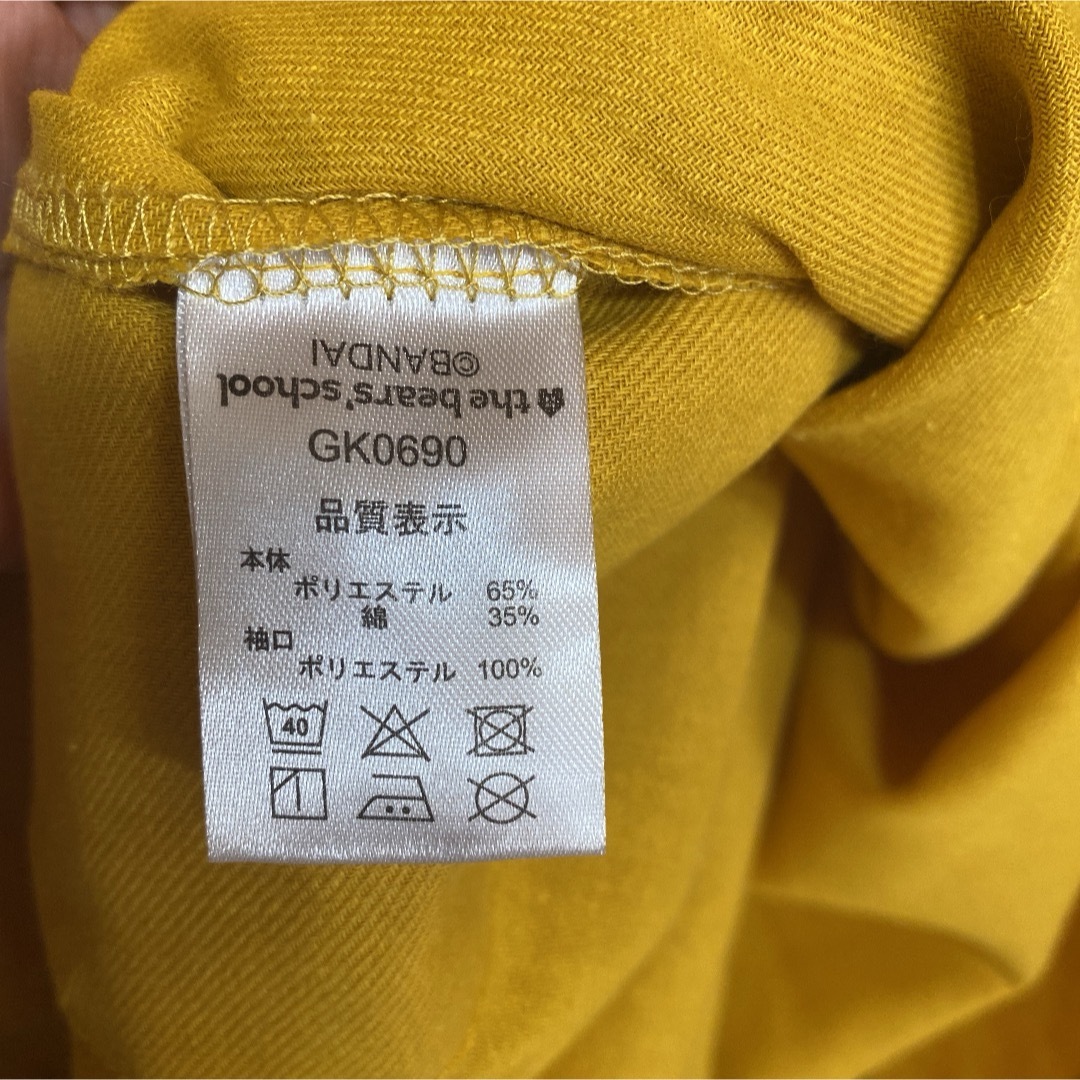 ©BANDAI
the bears' school
GK0690
品質表示
本体
ポリエステル 65%
綿 35%
袖口
ポリエステル 100%
40